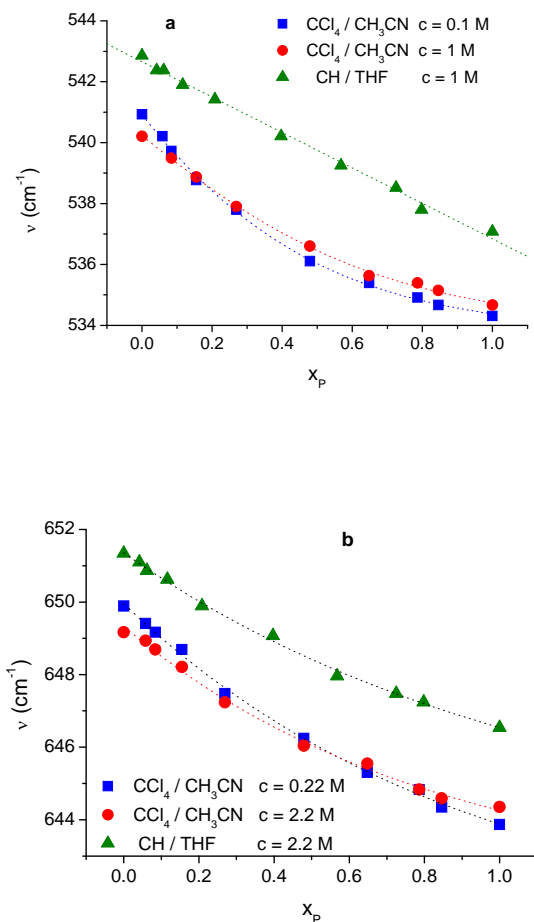 a
CCl₄ / CH₃CN c = 0.1 M
CCl₄ / CH₃CN c = 1 M
CH / THF c = 1 M
544
542
540
538
536
534
ν (cm⁻¹)
0.0 0.2 0.4 0.6 0.8 1.0
x_P
b
652
650
648
646
644
ν (cm⁻¹)
CCl₄ / CH₃CN c = 0.22 M
CCl₄ / CH₃CN c = 2.2 M
CH / THF c = 2.2 M
0.0 0.2 0.4 0.6 0.8 1.0
x_P